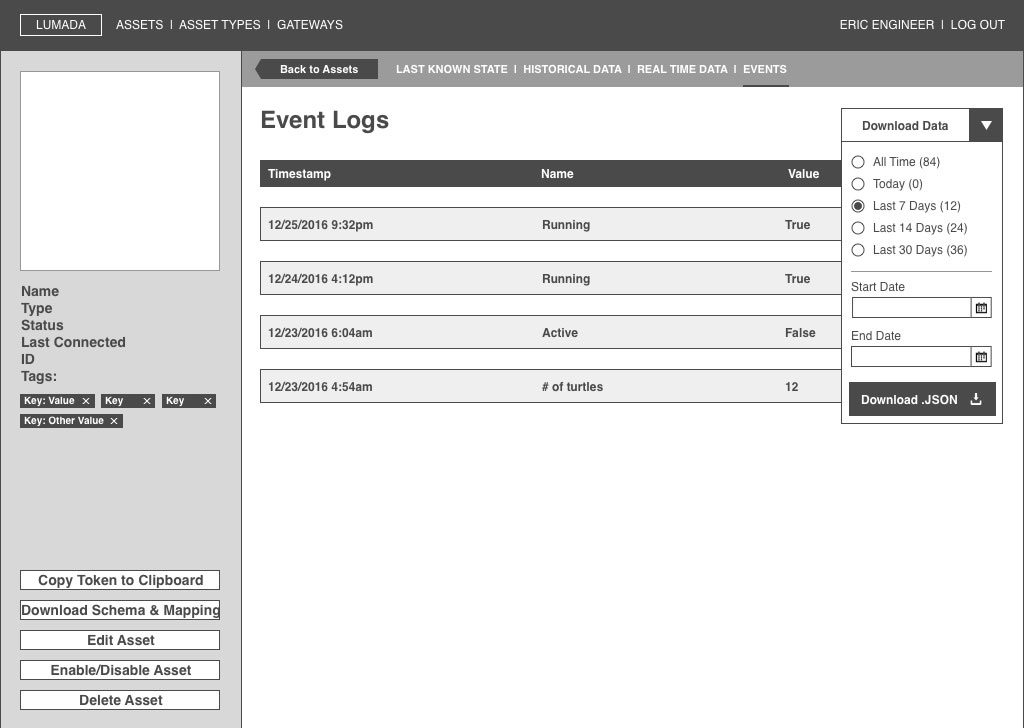 LUMADA ASSETS | ASSET TYPES | GATEWAYS ERIC ENGINEER | LOG OUT
Back to Assets LAST KNOWN STATE | HISTORICAL DATA | REAL TIME DATA | EVENTS
Name
Type
Status
Last Connected
ID
Tags:
Key: Value × Key × Key ×
Key: Other Value ×
Copy Token to Clipboard
Download Schema & Mapping
Edit Asset
Enable/Disable Asset
Delete Asset
Event Logs
Timestamp Name Value
12/25/2016 9:32pm Running True
12/24/2016 4:12pm Running True
12/23/2016 6:04am Active False
12/23/2016 4:54am # of turtles 12
Download Data
All Time (84)
Today (0)
Last 7 Days (12)
Last 14 Days (24)
Last 30 Days (36)
Start Date
End Date
Download .JSON